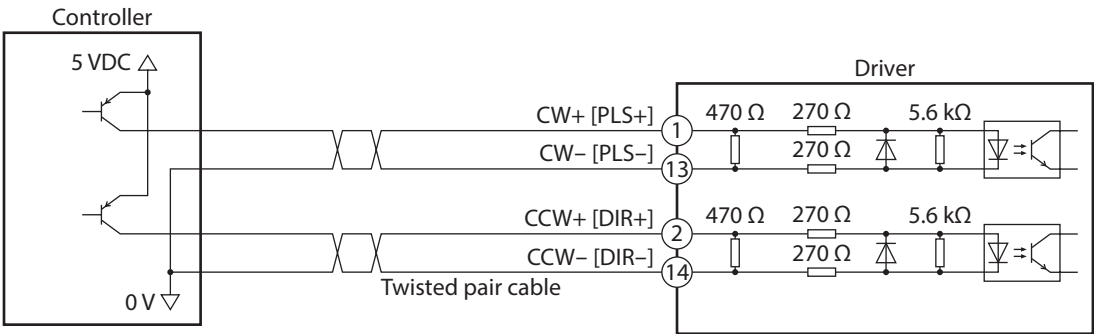 Controller
5 VDC
Driver
CW+ [PLS+]
1
470 Ω
270 Ω
5.6 kΩ
CW– [PLS–]
13
270 Ω
CCW+ [DIR+]
2
470 Ω
270 Ω
5.6 kΩ
CCW– [DIR–]
14
270 Ω
Twisted pair cable
0 V